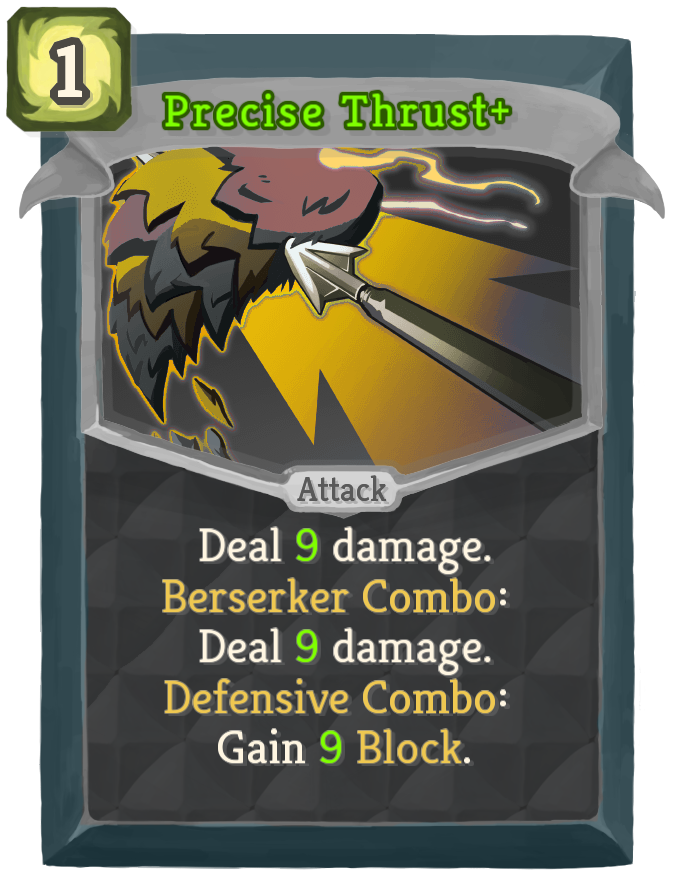 1
Precise Thrust+
Attack
Deal 9 damage.
Berserker Combo:
Deal 9 damage.
Defensive Combo:
Gain 9 Block.